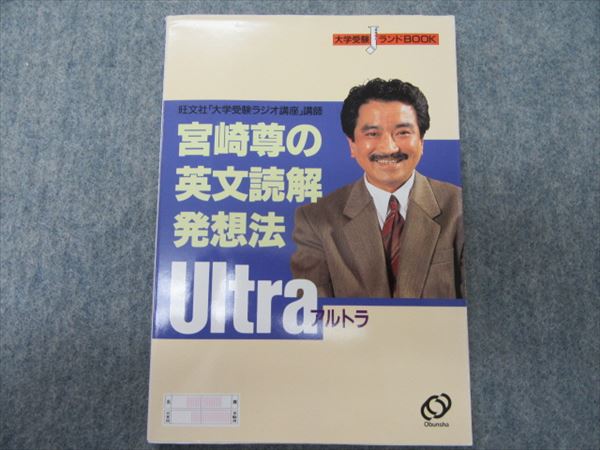 大学受験JランドBOOK
旺文社「大学受験ラジオ講座」講師
宮崎尊の
英文読解
発想法
Ultra
アルトラ
Obunsha